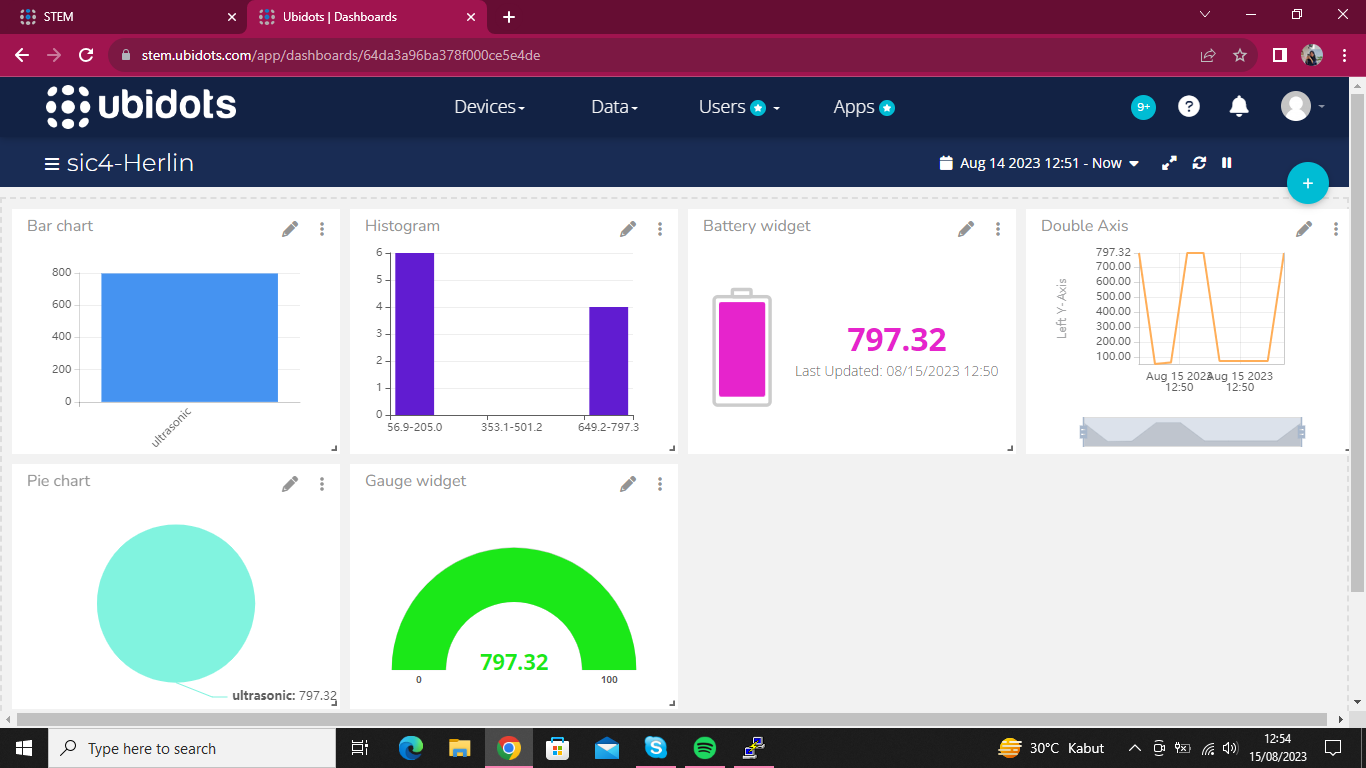 STEM
Ubidots | Dashboards
stem.ubidots.com/app/dashboards/64da3a96ba378f000ce5e4de
ubidots
Devices
Data
Users
Apps
9+
?
sic4-Herlin
Aug 14 2023 12:51 - Now
+
Bar chart
800
600
400
200
0
ultrasonic
Histogram
6
5
4
3
2
1
0
56.9-205.0
353.1-501.2
649.2-797.3
Battery widget
797.32
Last Updated: 08/15/2023 12:50
Double Axis
Left Y-Axis
797.32
700.00
600.00
500.00
400.00
300.00
200.00
100.00
Aug 15 2023
12:50
Aug 15 2023
12:50
Pie chart
ultrasonic: 797.32
Gauge widget
797.32
0
100
Type here to search
30°C Kabut
12:54
15/08/2023